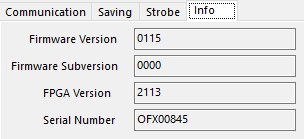 Communication Saving Strobe Info
Firmware Version 0115
Firmware Subversion 0000
FPGA Version 2113
Serial Number OFX00845